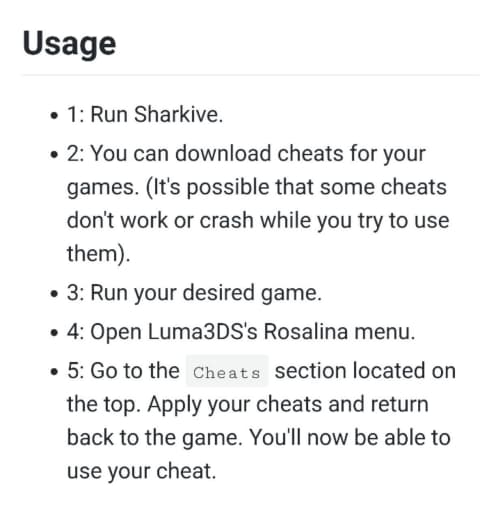 Usage
• 1: Run Sharkive.
• 2: You can download cheats for your
games. (It's possible that some cheats
don't work or crash while you try to use
them).
• 3: Run your desired game.
• 4: Open Luma3DS's Rosalina menu.
• 5: Go to the Cheats section located on
the top. Apply your cheats and return
back to the game. You'll now be able to
use your cheat.